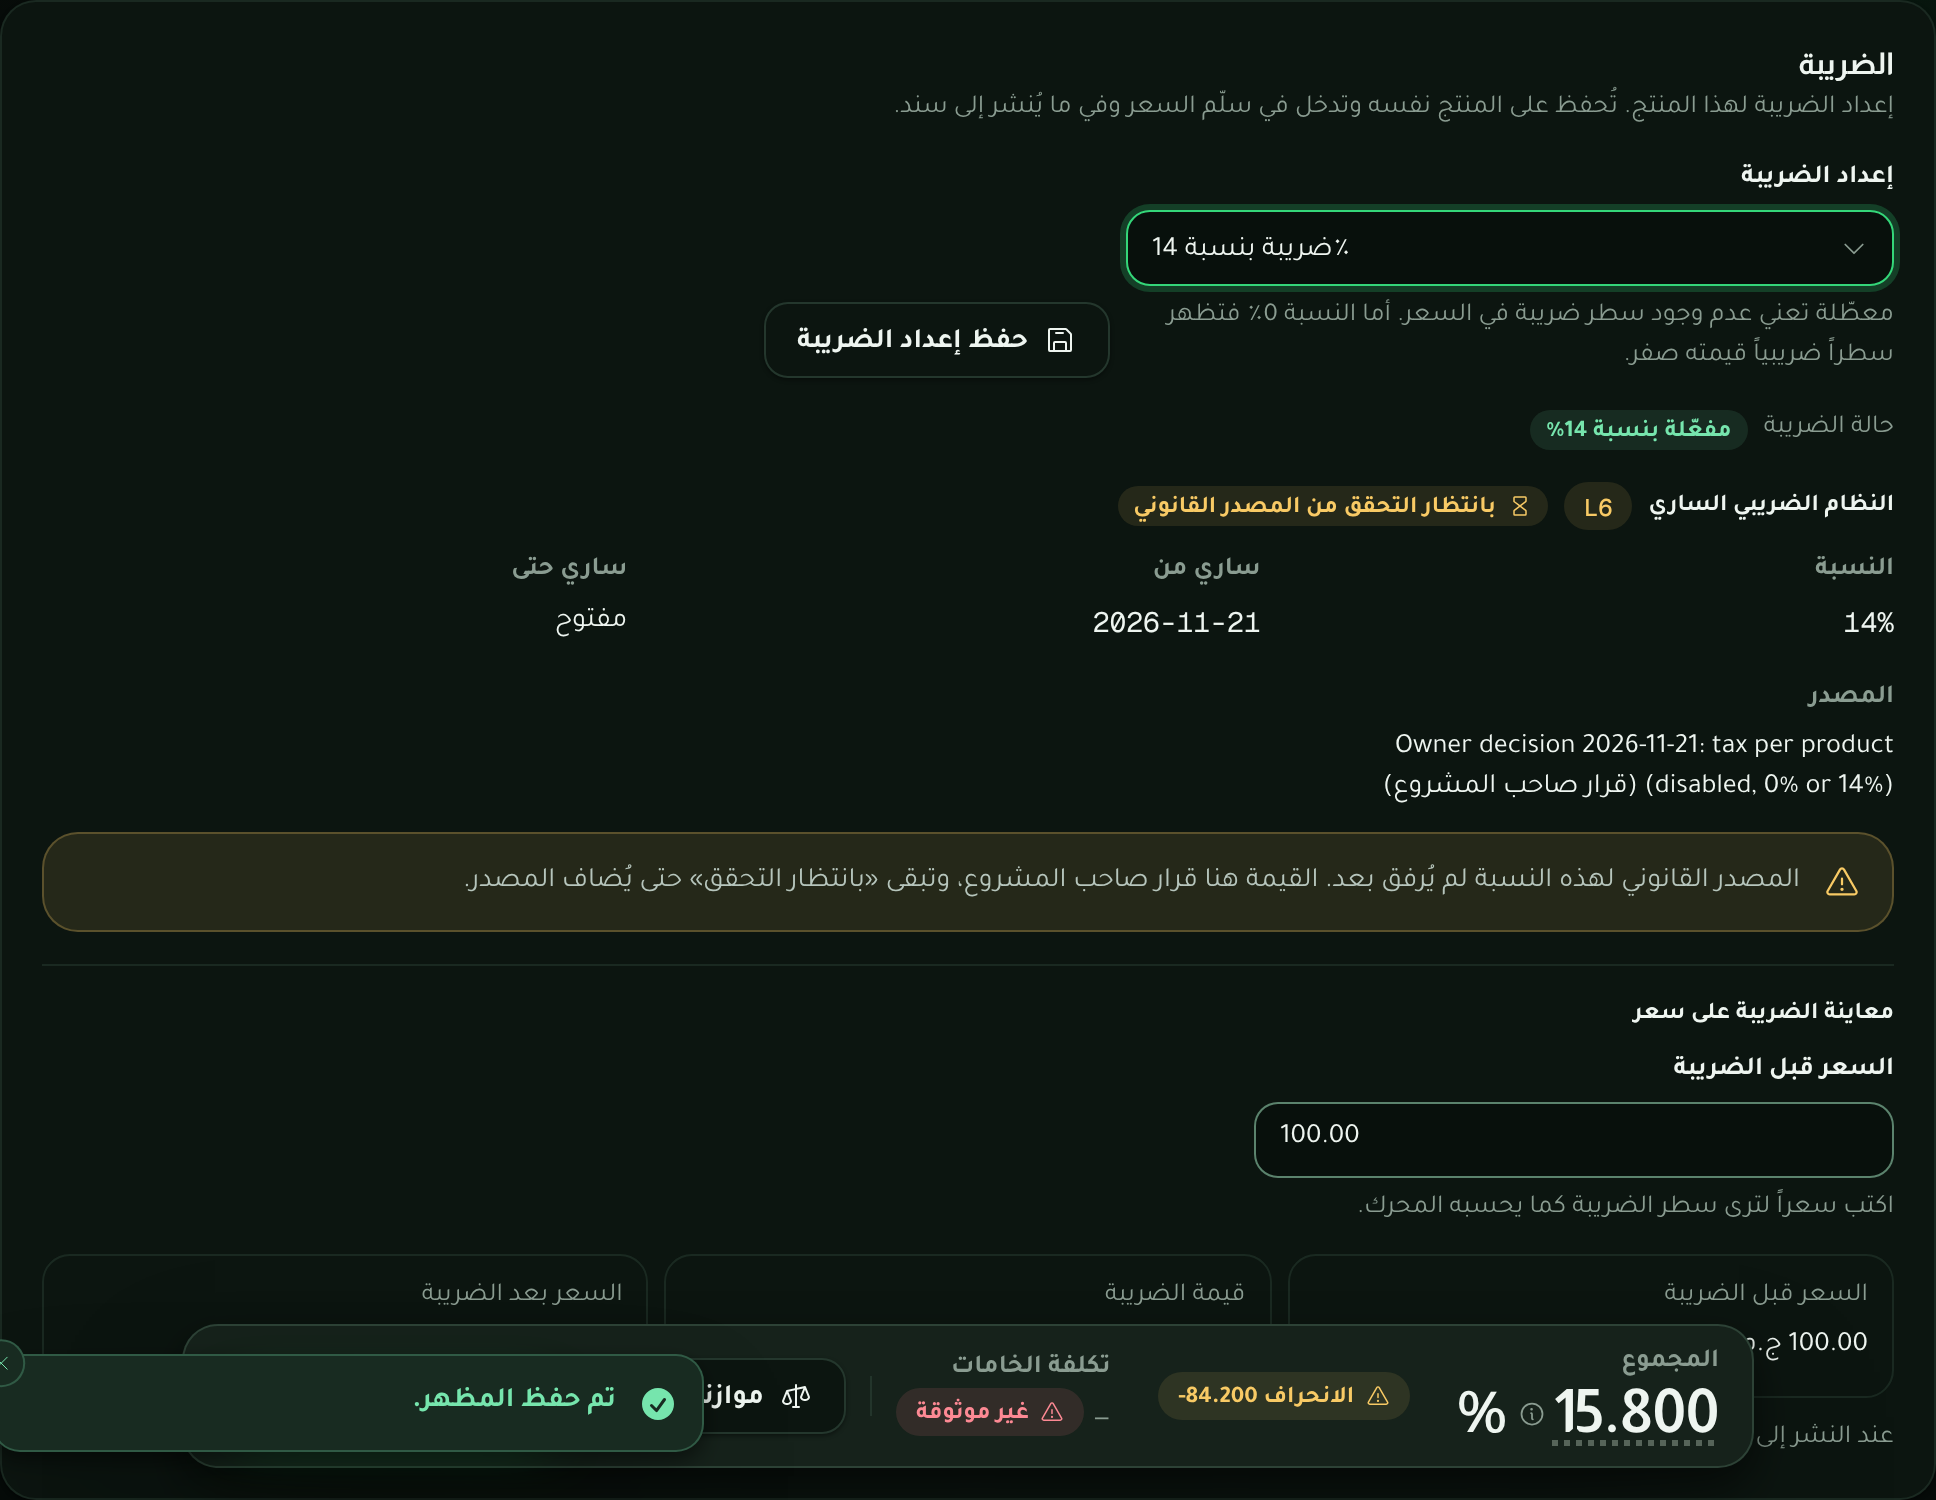 الضريبة
إعداد الضريبة لهذا المنتج. تُحفظ على المنتج نفسه وتدخل في سلّم السعر وفي ما يُنشر إلى سند.
إعداد الضريبة
٪ضريبة بنسبة 14
معطّلة تعني عدم وجود سطر ضريبة في السعر. أما النسبة 0٪ فتظهر
سطراً ضريبياً قيمته صفر.
حفظ إعداد الضريبة
حالة الضريبة
مفعّلة بنسبة 14%
النظام الضريبي الساري
L6
بانتظار التحقق من المصدر القانوني
النسبة
ساري من
ساري حتى
14%
2026-11-21
مفتوح
المصدر
Owner decision 2026-11-21: tax per product
(disabled, 0% or 14%) (قرار صاحب المشروع)
المصدر القانوني لهذه النسبة لم يُرفق بعد. القيمة هنا قرار صاحب المشروع، وتبقى «بانتظار التحقق» حتى يُضاف المصدر.
معاينة الضريبة على سعر
السعر قبل الضريبة
100.00
اكتب سعراً لترى سطر الضريبة كما يحسبه المحرك.
السعر قبل الضريبة
قيمة الضريبة
السعر بعد الضريبة
100.00
المجموع
15.800 %
الانحراف 84.200-
تكلفة الخامات
—
غير موثوقة
تم حفظ المظهر.
عند النشر إلى